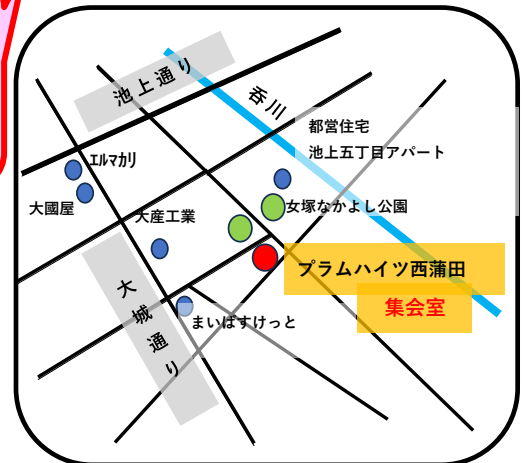 池上通り
呑川
都営住宅
池上五丁目アパート
エルマカリ
大國屋
大産工業
女塚なかよし公園
プラムハイツ西蒲田
集会室
大城通り
まいばすけっと